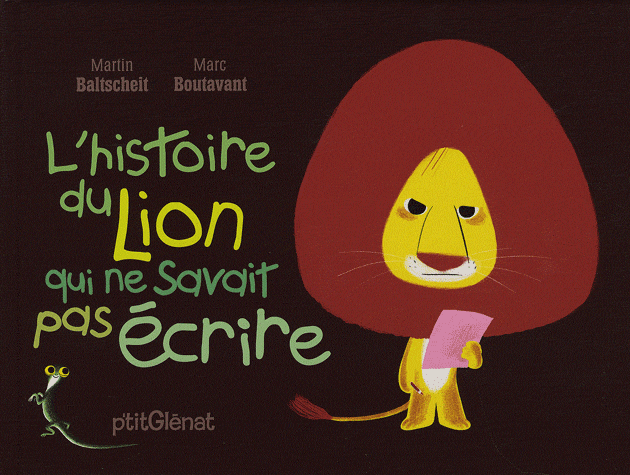 Martin
Baltscheit
Marc
Boutavant
L'histoire
du Lion
qui ne Savait
pas écrire
p'titGlénat